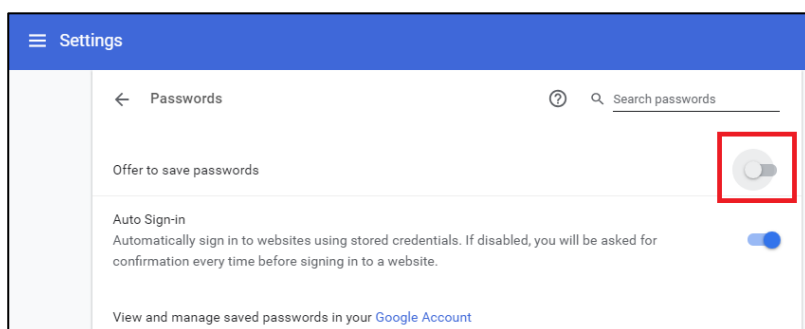 Settings
Passwords
Search passwords
Offer to save passwords
Auto Sign-in
Automatically sign in to websites using stored credentials. If disabled, you will be asked for
confirmation every time before signing in to a website.
View and manage saved passwords in your Google Account